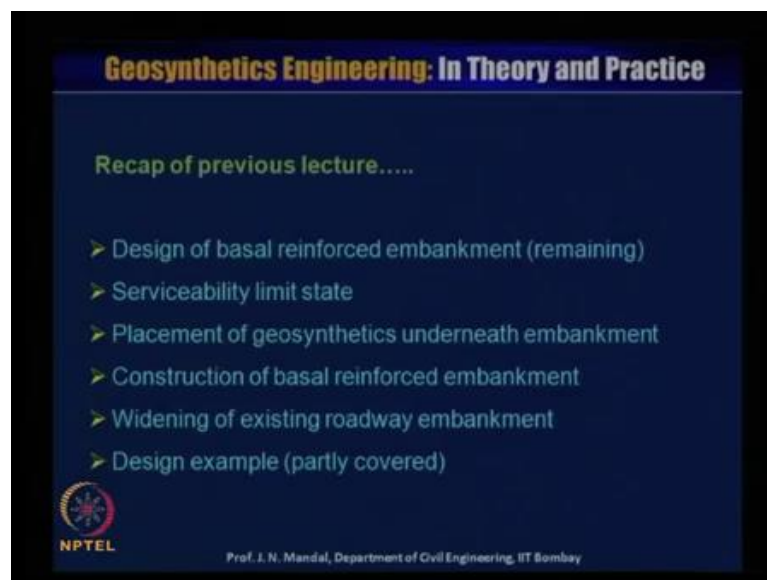 Geosynthetics Engineering: In Theory and Practice
Recap of previous lecture.....
➢ Design of basal reinforced embankment (remaining)
➢ Serviceability limit state
➢ Placement of geosynthetics underneath embankment
➢ Construction of basal reinforced embankment
➢ Widening of existing roadway embankment
➢ Design example (partly covered)
NPTEL
Prof. J. N. Mandal, Department of Civil Engineering, IIT Bombay